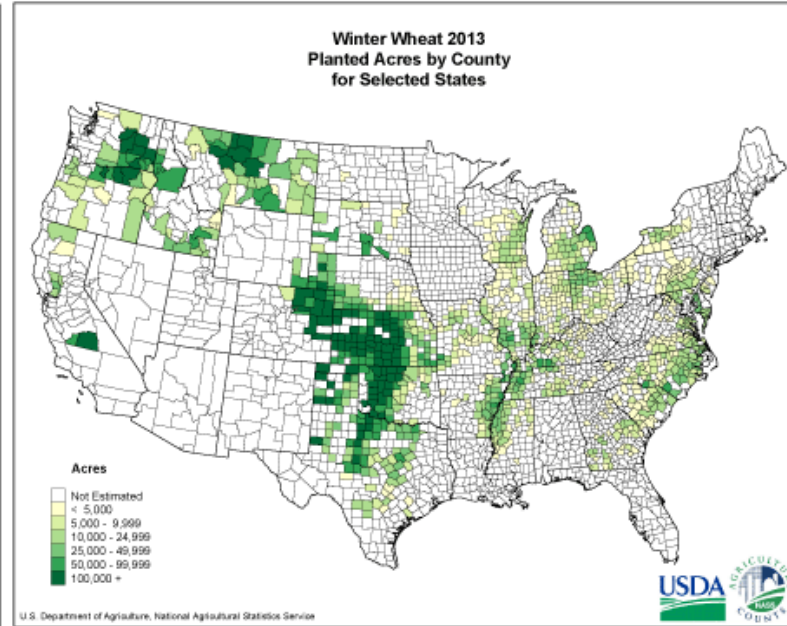 Winter Wheat 2013
Planted Acres by County
for Selected States
Acres
Not Estimated
< 5,000
5,000 - 9,999
10,000 - 24,999
25,000 - 49,999
50,000 - 99,999
100,000 +
U.S. Department of Agriculture, National Agricultural Statistics Service
USDA
NASS
COUNTS